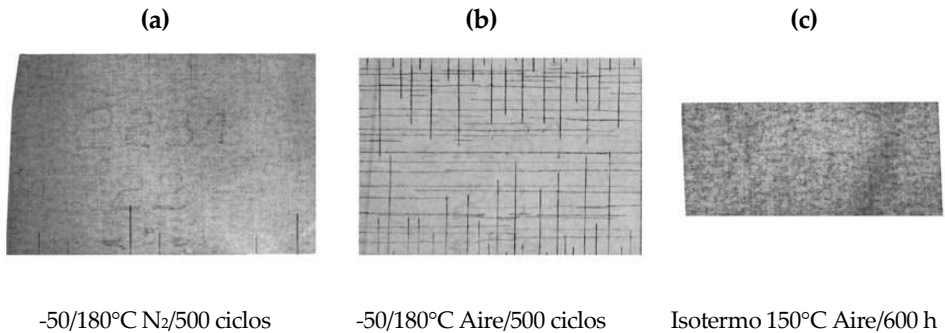 (a) (b) (c)
-50/180°C N₂/500 ciclos -50/180°C Aire/500 ciclos Isotermo 150°C Aire/600 h